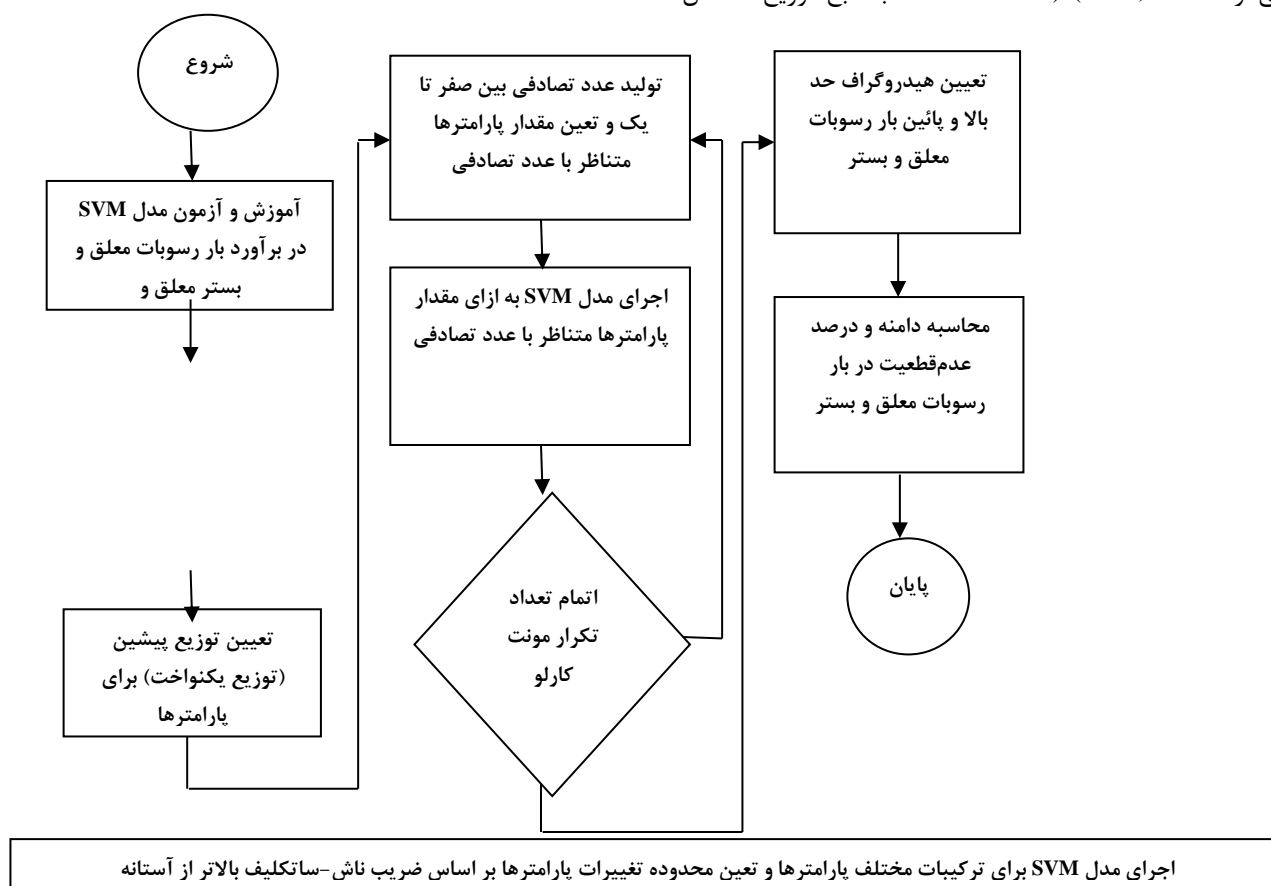 شروع
آموزش و آزمون مدل SVM
در برآورد بار رسوبات معلق و
بستر معلق و
تعیین توزیع پیشین
(توزیع یکنواخت) برای
پارامترها
تولید عدد تصادفی بین صفر تا
یک و تعین مقدار پارامترها
متناظر با عدد تصادفی
اجرای مدل SVM به ازای مقدار
پارامترها متناظر با عدد تصادفی
اتمام تعداد
تکرار مونت
کارلو
تعیین هیدروگراف حد
بالا و پائین بار رسوبات
معلق و بستر
محاسبه دامنه و درصد
عدم‌قطعیت در بار
رسوبات معلق و بستر
پایان
اجرای مدل SVM برای ترکیبات مختلف پارامترها و تعین محدوده تغییرات پارامترها بر اساس ضریب ناش-ساتکلیف بالاتر از آستانه